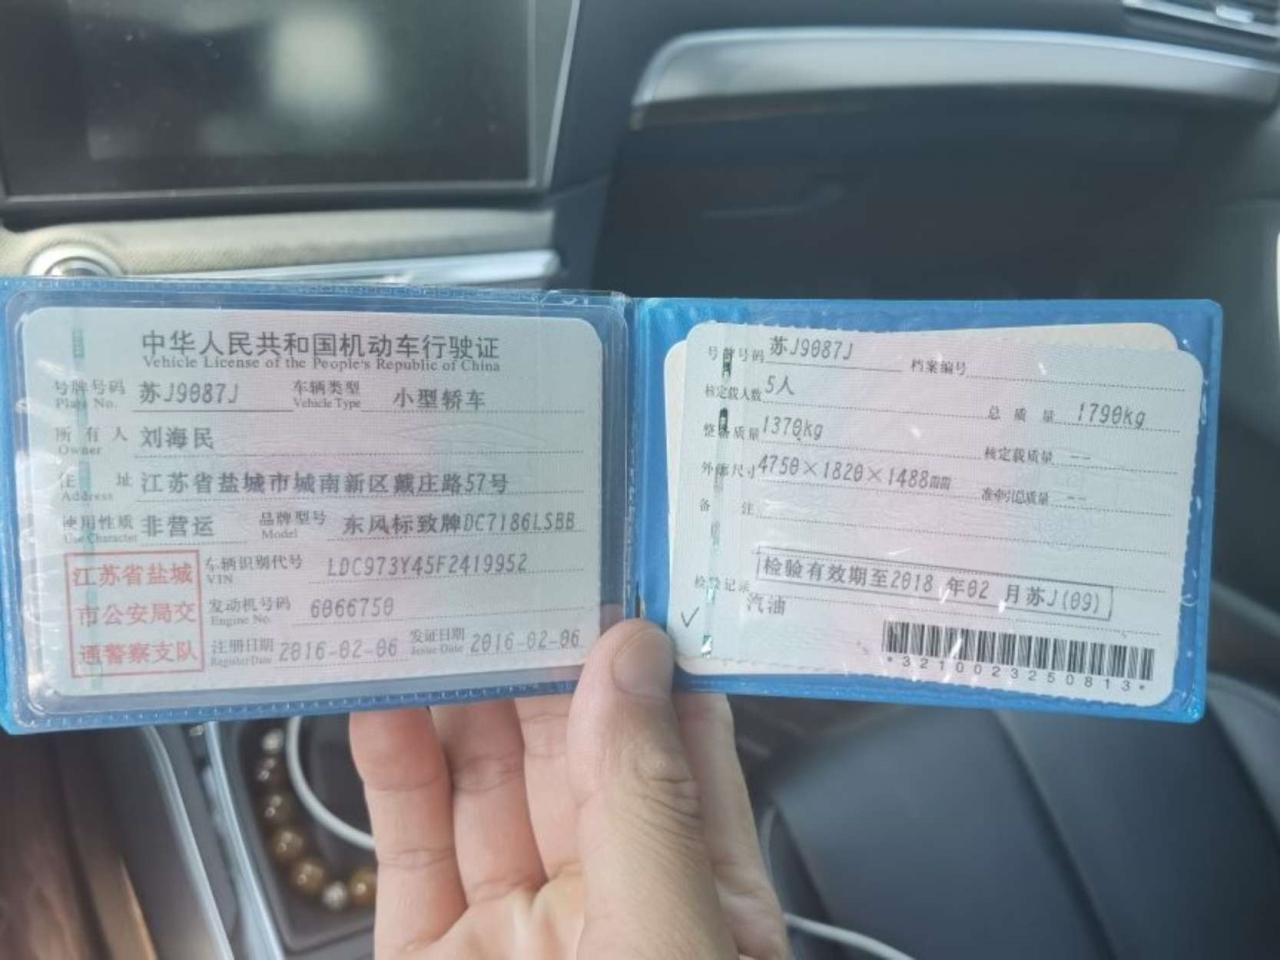 中华人民共和国机动车行驶证
Vehicle License of the People's Republic of China
号牌号码 苏J9087J 车辆类型 小型轿车
Plate No. Vehicle Type
所有人 刘海民
Owner
住址 江苏省盐城市城南新区戴庄路57号
Address
使用性质 非营运 品牌型号 东风标致牌DC7186LSBB
Use Character Model
江苏省盐城
市公安局交
通警察支队
车辆识别代号 LDC973Y45F2419952
VIN
发动机号码 6066750
Engine No.
注册日期 2016-02-06 发证日期 2016-02-06
Register Date Issue Date
号牌号码 苏J9087J 档案编号
核定载人数 5人 总质量 1790kg
整备质量 1370kg 核定载质量 --
外廓尺寸 4750×1820×1488mm 准牵引总质量 --
备注
检验有效期至2018年02月苏J(09)
检验记录
汽油
*3210023250813*